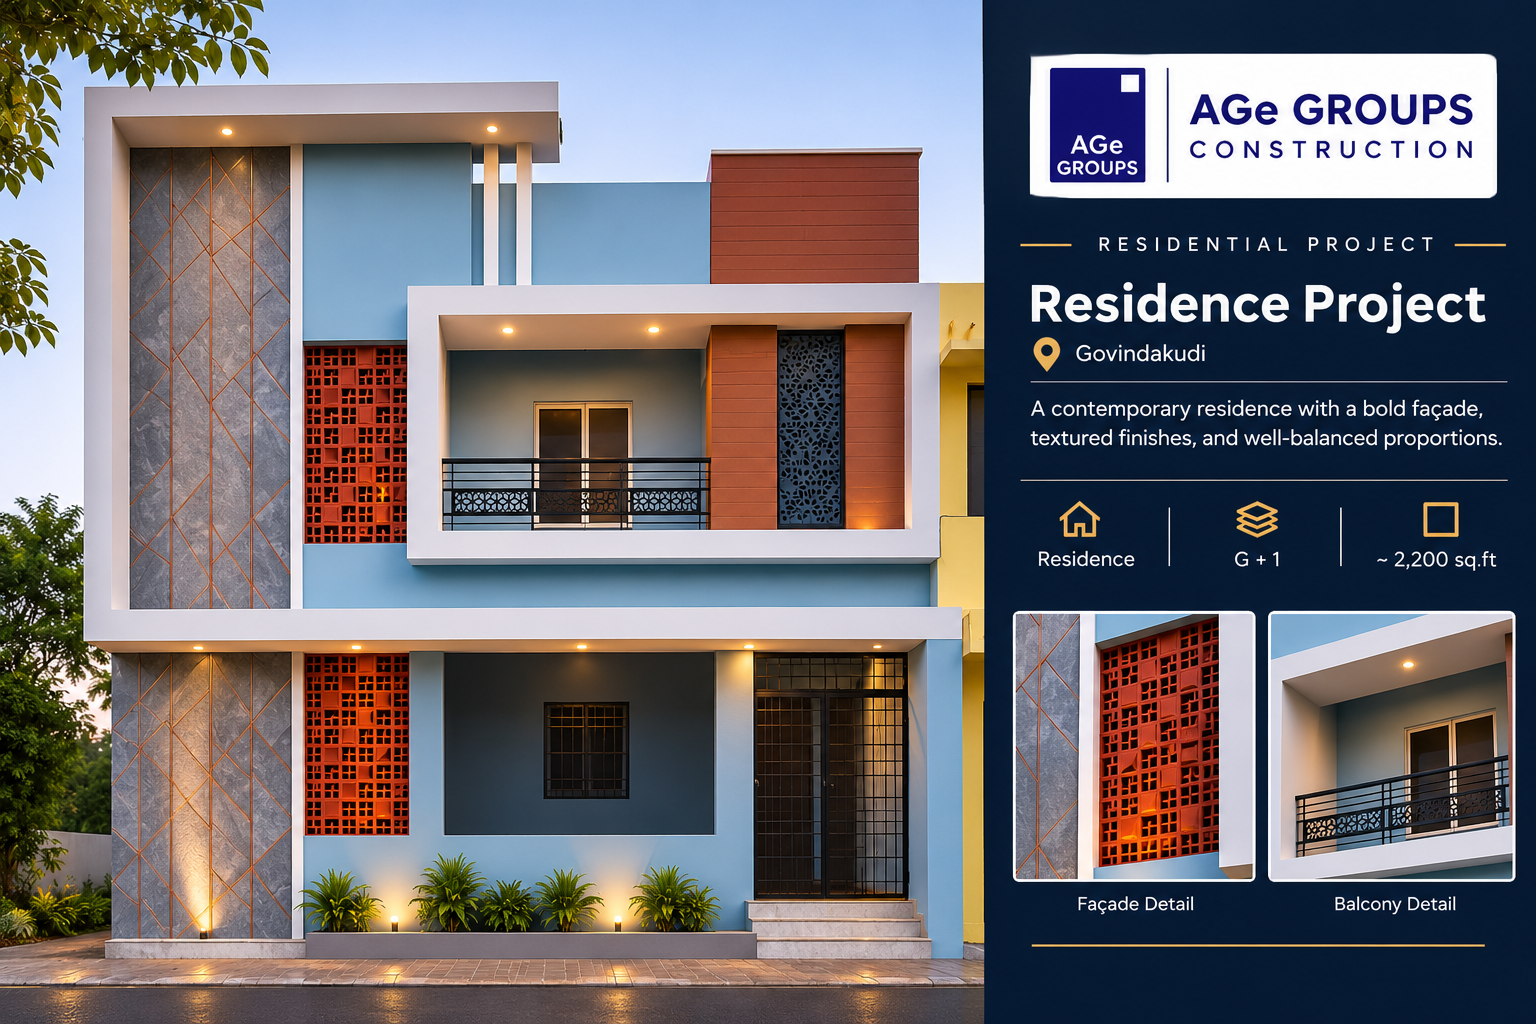 AGe
GROUPS
AGe GROUPS
CONSTRUCTION
RESIDENTIAL PROJECT
Residence Project
Govindakudi
A contemporary residence with a bold façade,
textured finishes, and well-balanced proportions.
Residence
G + 1
~ 2,200 sq.ft
Façade Detail
Balcony Detail